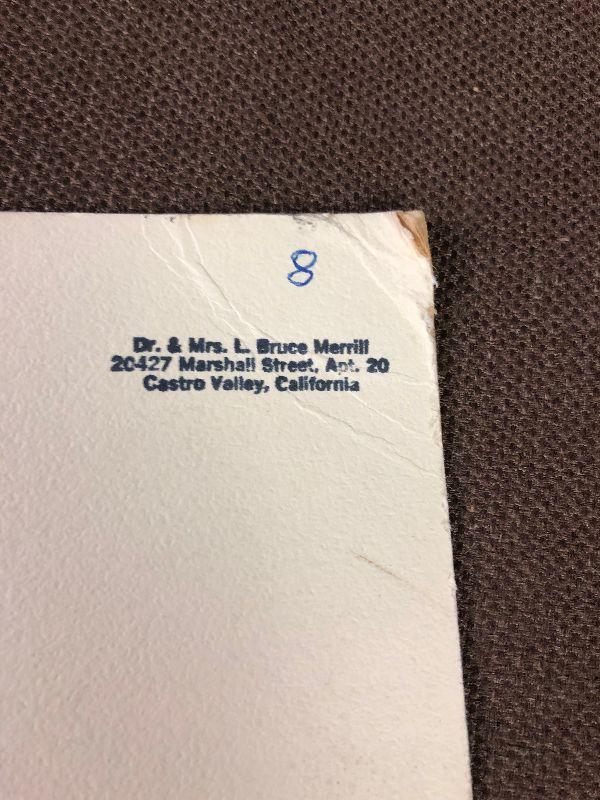 8
Dr. & Mrs. L. Bruce Merrill
20427 Marshall Street, Apt. 20
Castro Valley, California